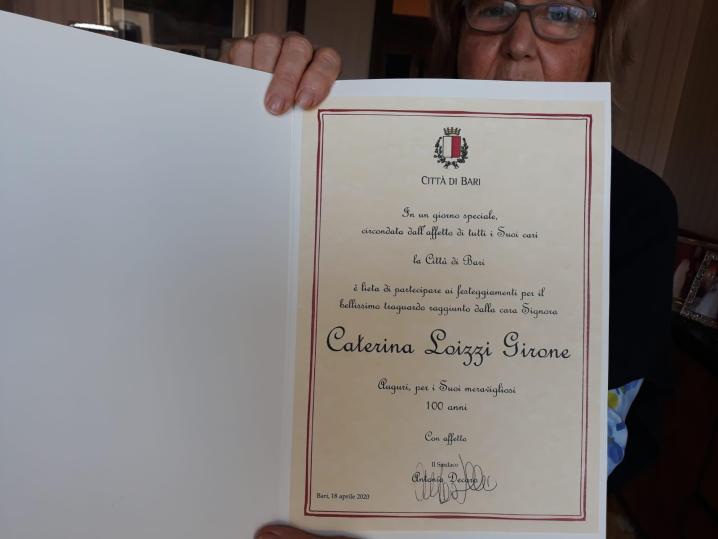 CITTÀ DI BARI
In un giorno speciale,
circondata dall'affetto di tutti i Suoi cari
la Città di Bari
è lieta di partecipare ai festeggiamenti per il
bellissimo traguardo raggiunto dalla cara Signora
Caterina Loizzi Girone
Auguri, per i Suoi meravigliosi
100 anni
Con affetto
Il Sindaco
Antonio Decaro
Bari, 18 aprile 2020